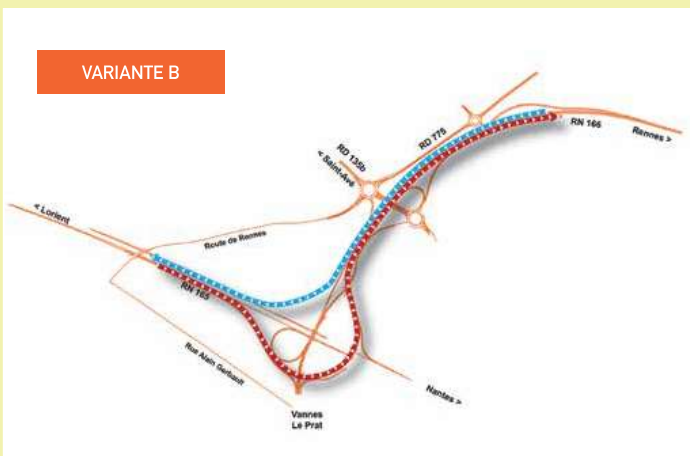 VARIANTE B
RN 166
Rennes >
RD 775
RD 135b
< Saint-Avé
< Lorient
Route de Rennes
RN 165
Rue Alain Gerbault
Nantes >
Vannes
Le Prat